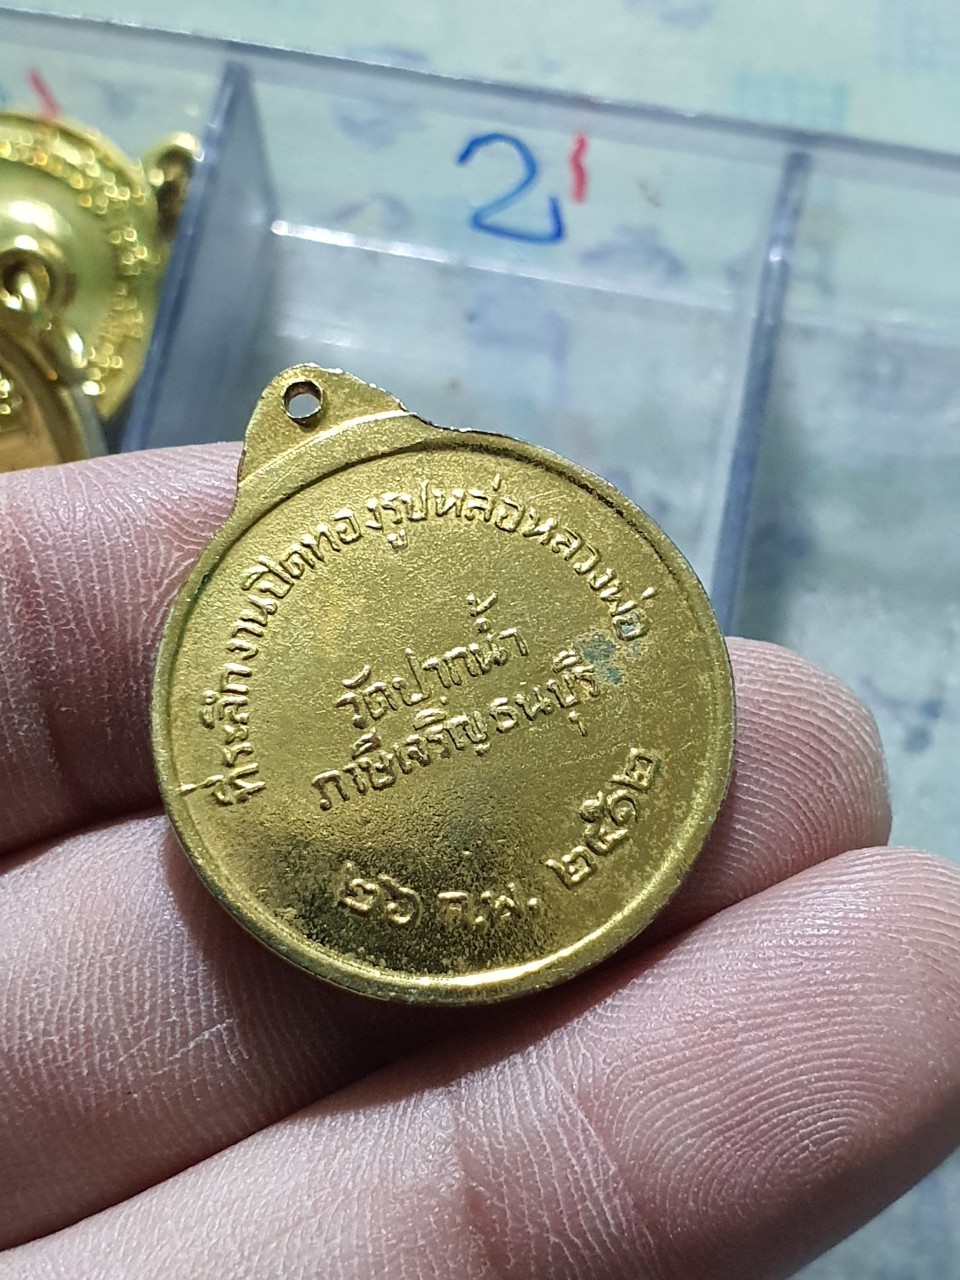 2
ที่ระลึกงานปิดทองรูปหล่อหลวงพ่อ
วัดปากน้ำ
ภาษีเจริญธนบุรี
๒๖ ก.พ. ๒๕๑๒